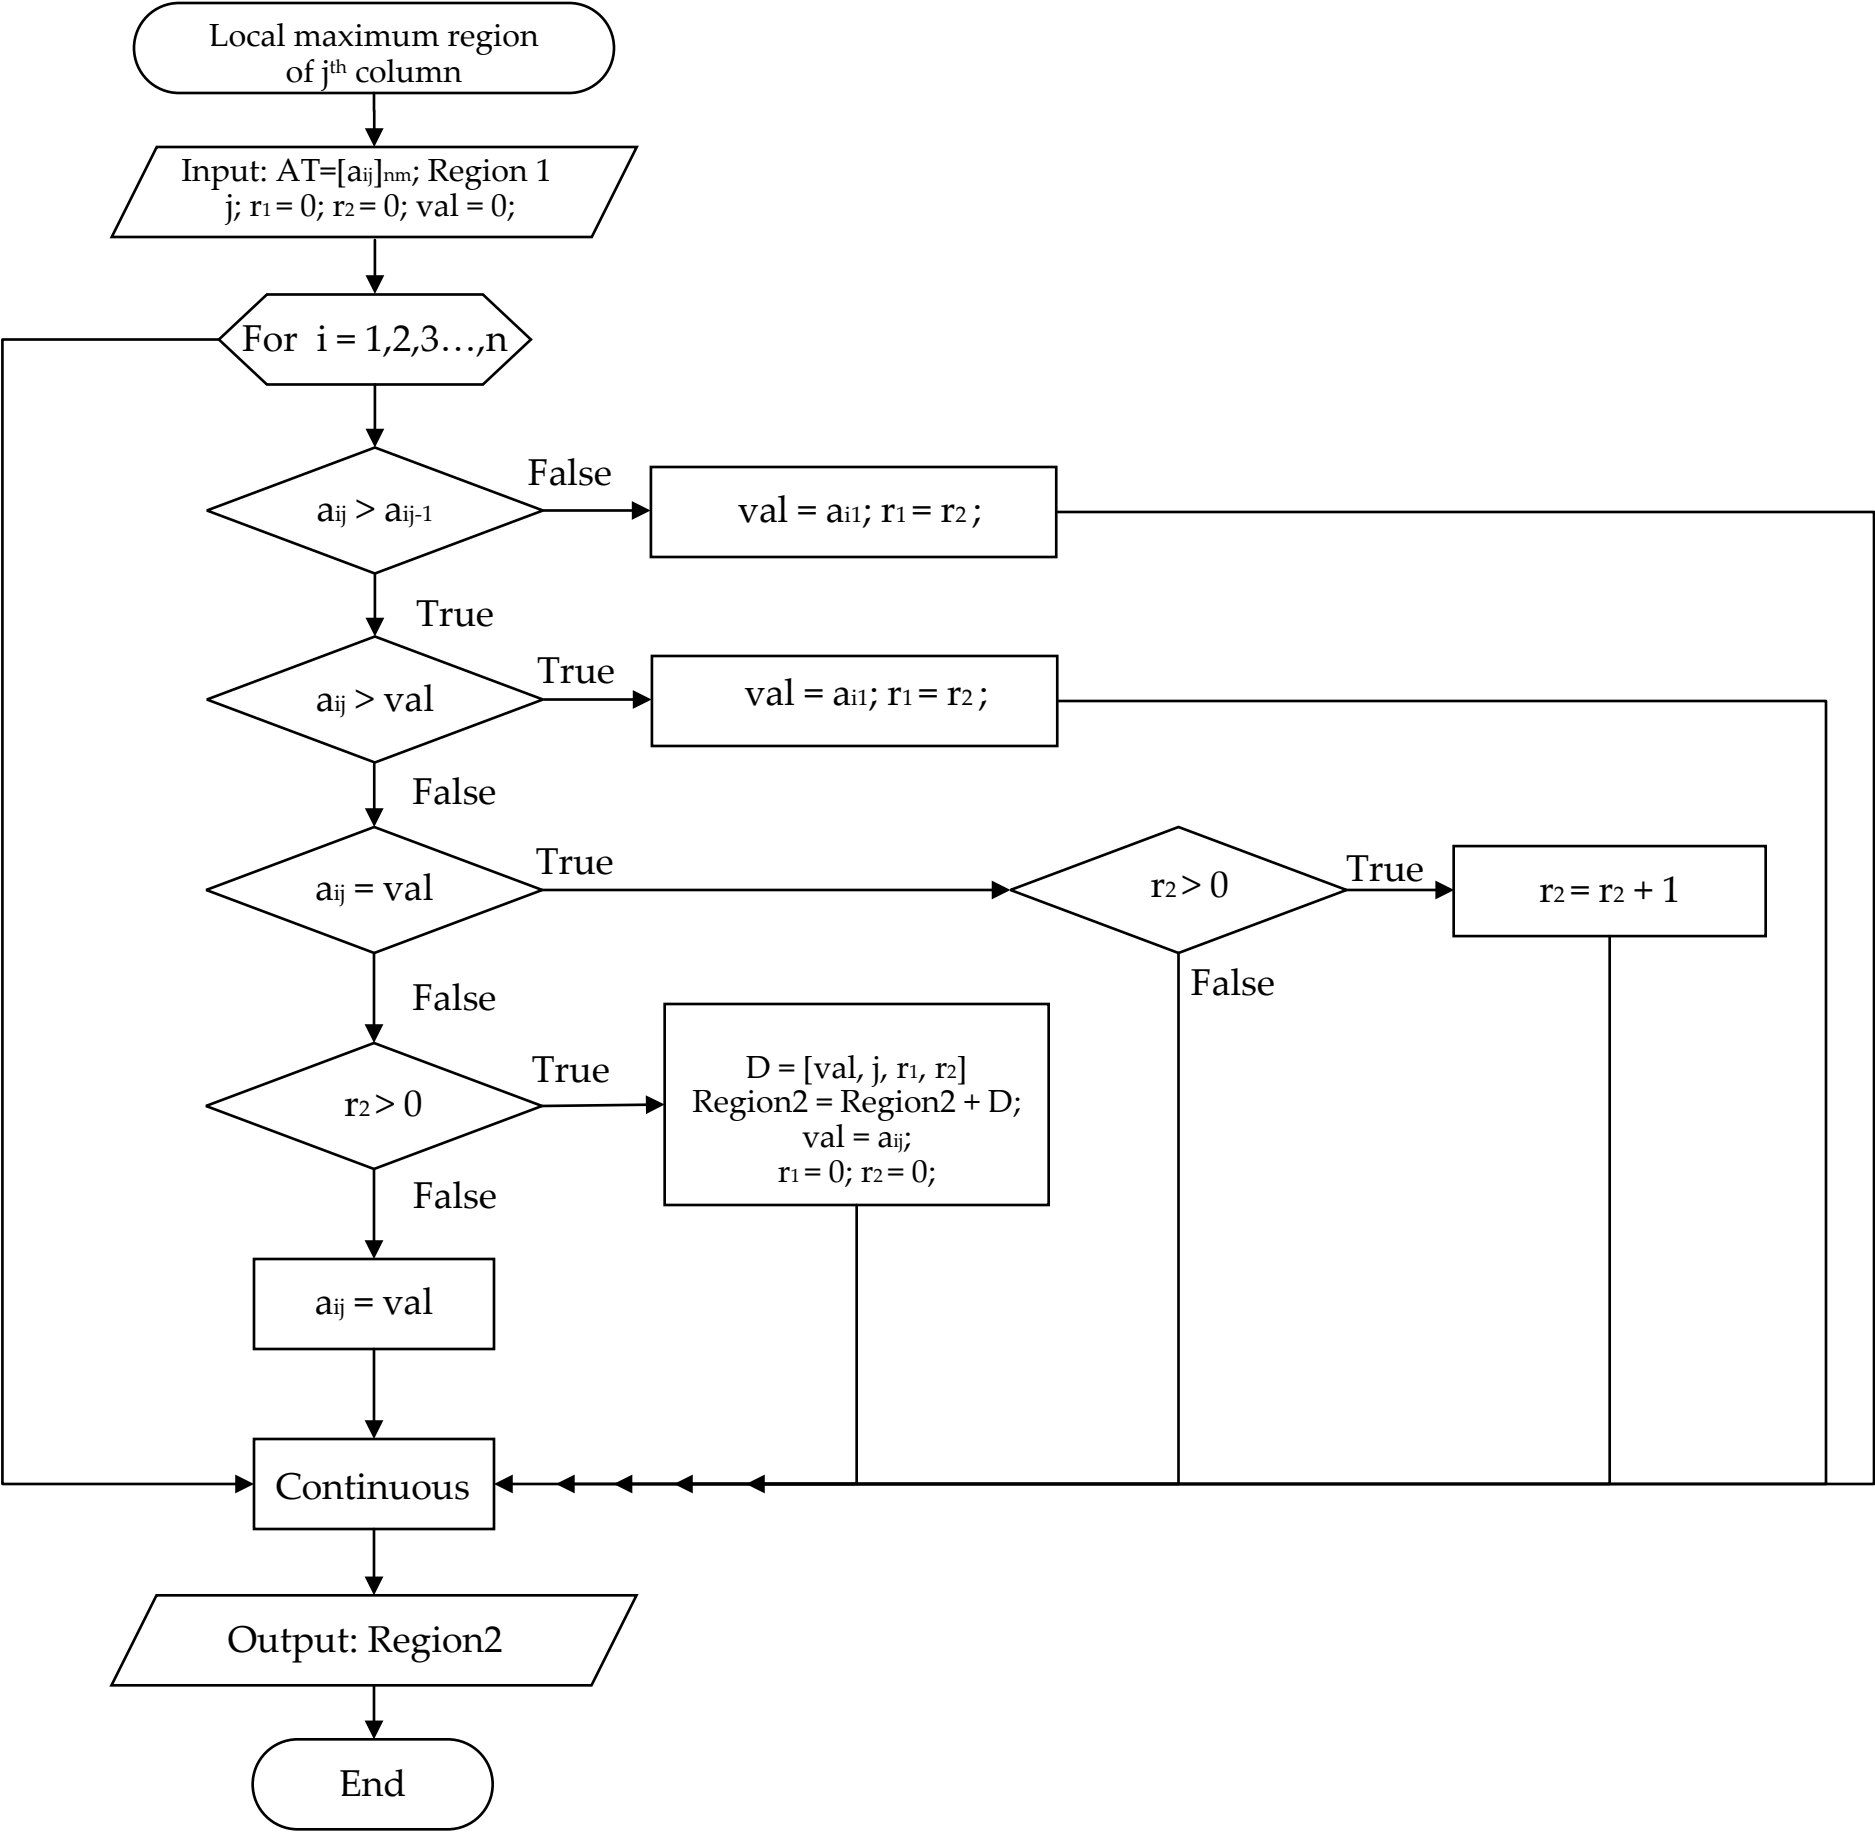 Local maximum region
of jth column
Input: AT=[aij]nm; Region 1
j; r1 = 0; r2 = 0; val = 0;
For i = 1,2,3…,n
aij > aij-1
False
val = ai1; r1 = r2 ;
True
aij > val
True
val = ai1; r1 = r2 ;
False
aij = val
True
r2 > 0
True
r2 = r2 + 1
False
False
r2 > 0
True
D = [val, j, r1, r2]
Region2 = Region2 + D;
val = aij;
r1 = 0; r2 = 0;
False
aij = val
Continuous
Output: Region2
End